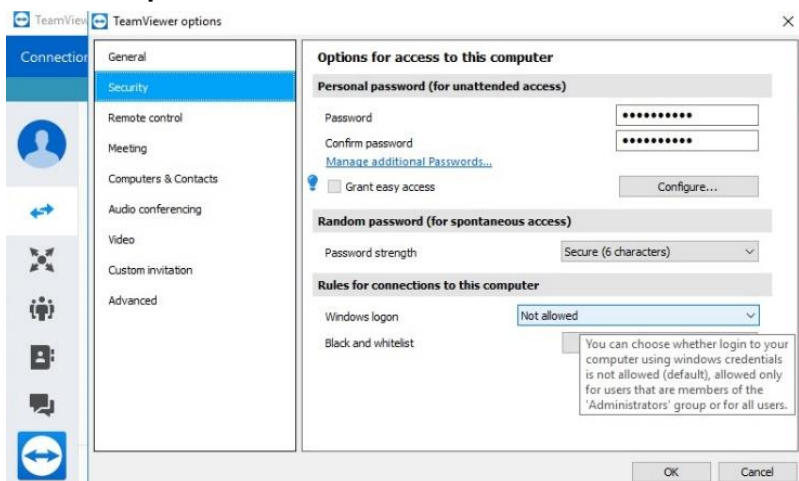 TeamView
TeamViewer options
Connection
General
Security
Remote control
Meeting
Computers & Contacts
Audio conferencing
Video
Custom invitation
Advanced
Options for access to this computer
Personal password (for unattended access)
Password
••••••••••
Confirm password
••••••••••
Manage additional Passwords...
Grant easy access
Configure...
Random password (for spontaneous access)
Password strength
Secure (6 characters)
Rules for connections to this computer
Windows logon
Not allowed
Black and whitelist
You can choose whether login to your
computer using windows credentials
is not allowed (default), allowed only
for users that are members of the
'Administrators' group or for all users.
OK
Cancel